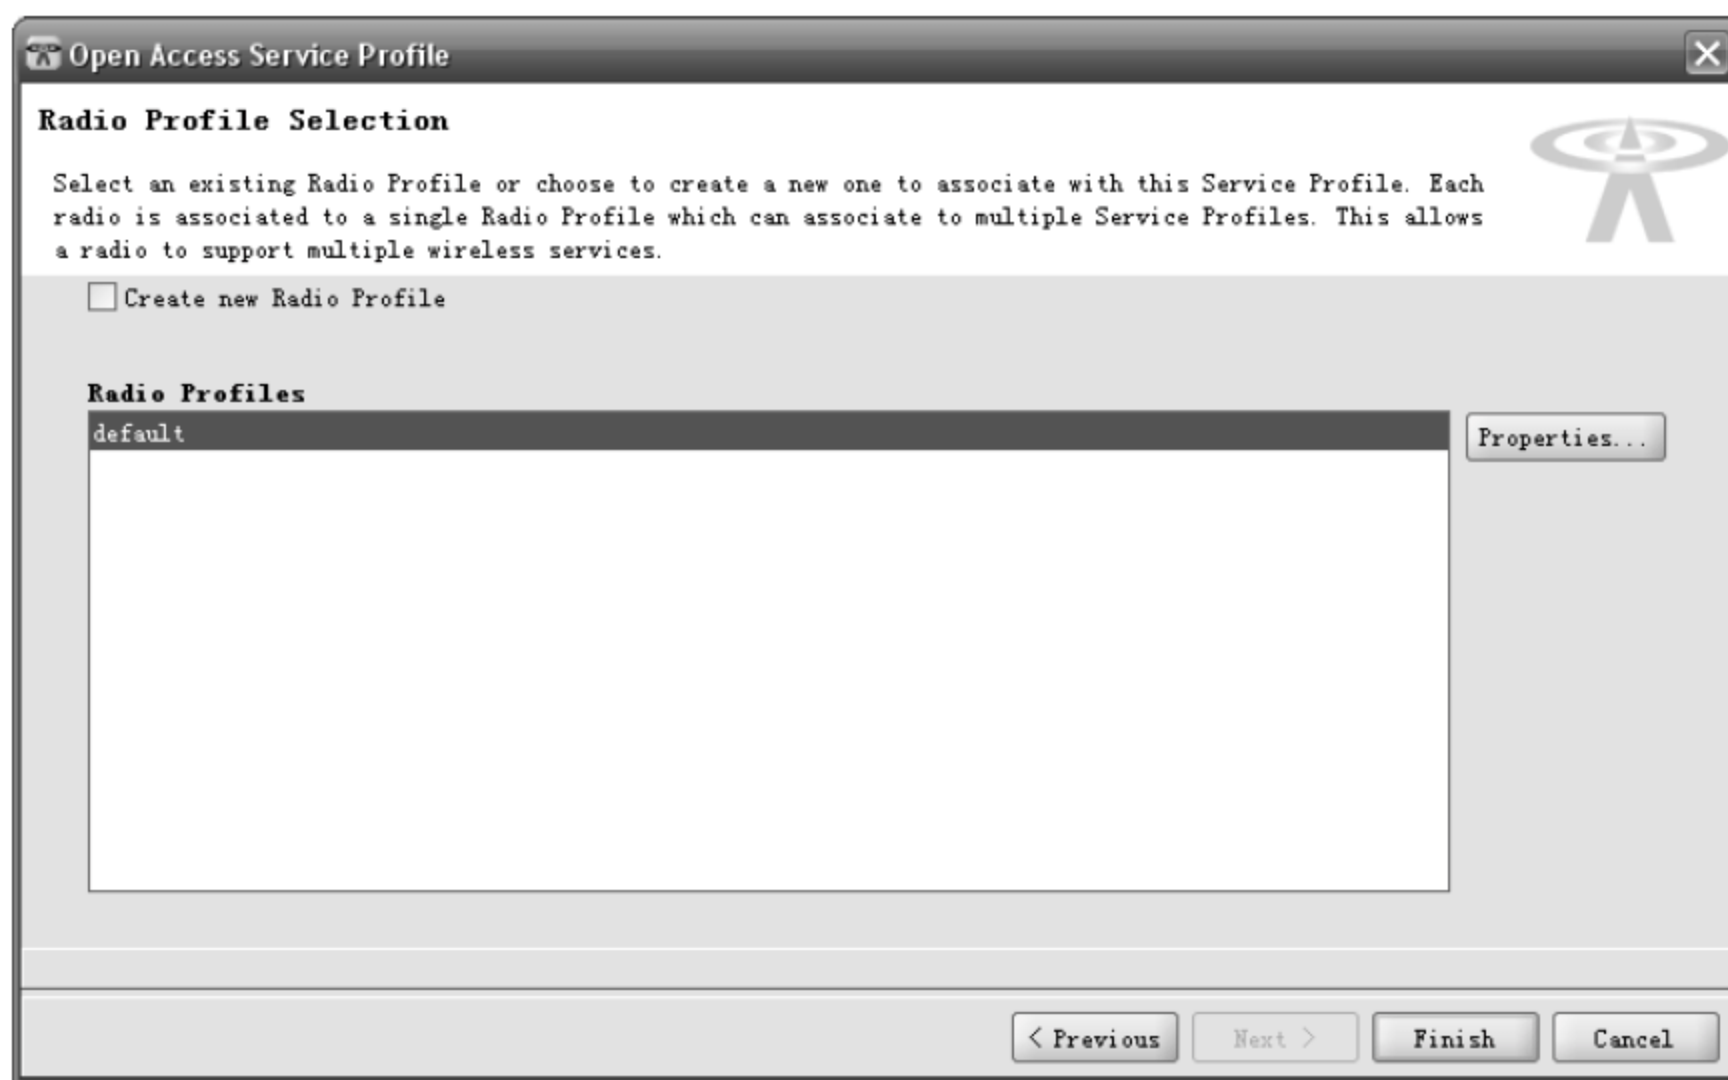 Open Access Service Profile
Radio Profile Selection
Select an existing Radio Profile or choose to create a new one to associate with this Service Profile. Each
radio is associated to a single Radio Profile which can associate to multiple Service Profiles. This allows
a radio to support multiple wireless services.
Create new Radio Profile
Radio Profiles
default
Properties...
< Previous
Next >
Finish
Cancel